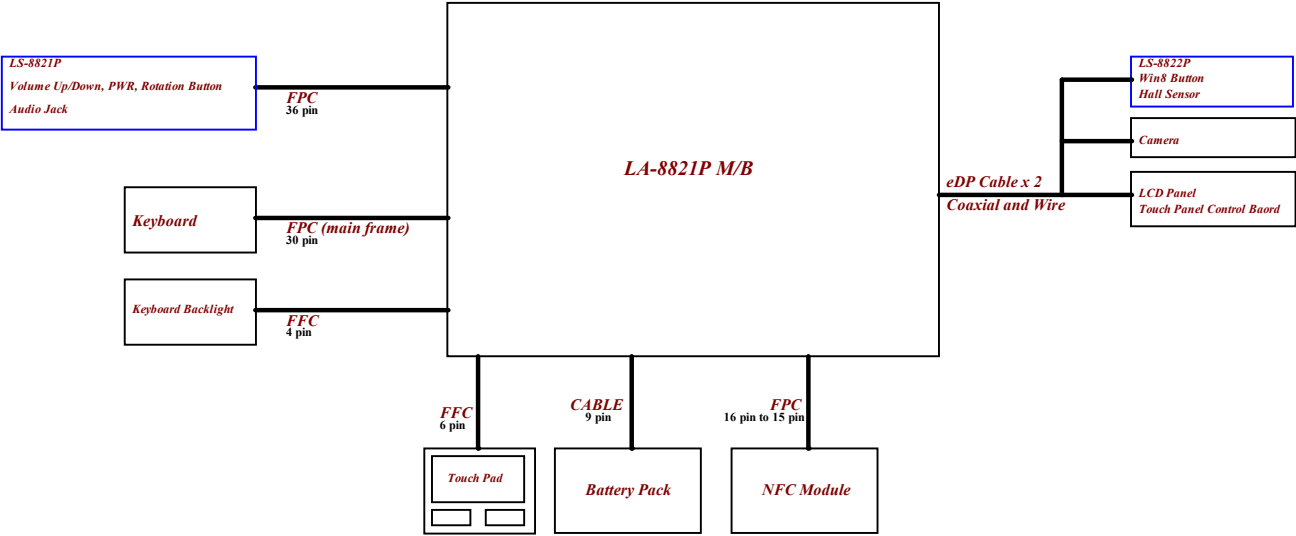 LS-8821P
Volume Up/Down, PWR, Rotation Button
Audio Jack
FPC
36 pin
Keyboard
FPC (main frame)
30 pin
Keyboard Backlight
FFC
4 pin
LA-8821P M/B
eDP Cable x 2
Coaxial and Wire
LS-8822P
Win8 Button
Hall Sensor
Camera
LCD Panel
Touch Panel Control Baord
FFC
6 pin
CABLE
9 pin
FPC
16 pin to 15 pin
Touch Pad
Battery Pack
NFC Module